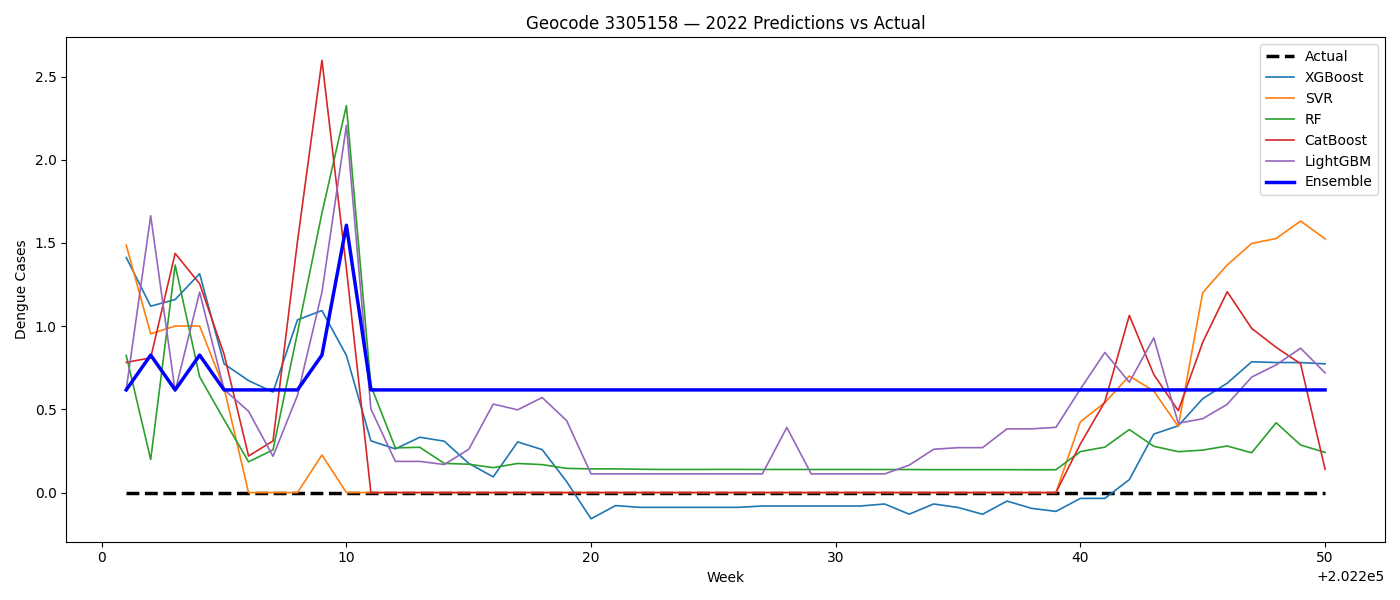 Geocode 3305158 — 2022 Predictions vs Actual
Dengue Cases
2.5
2.0
1.5
1.0
0.5
0.0
Actual
XGBoost
SVR
RF
CatBoost
LightGBM
Ensemble
0 10 20 30 40 50
Week
+2.022e5